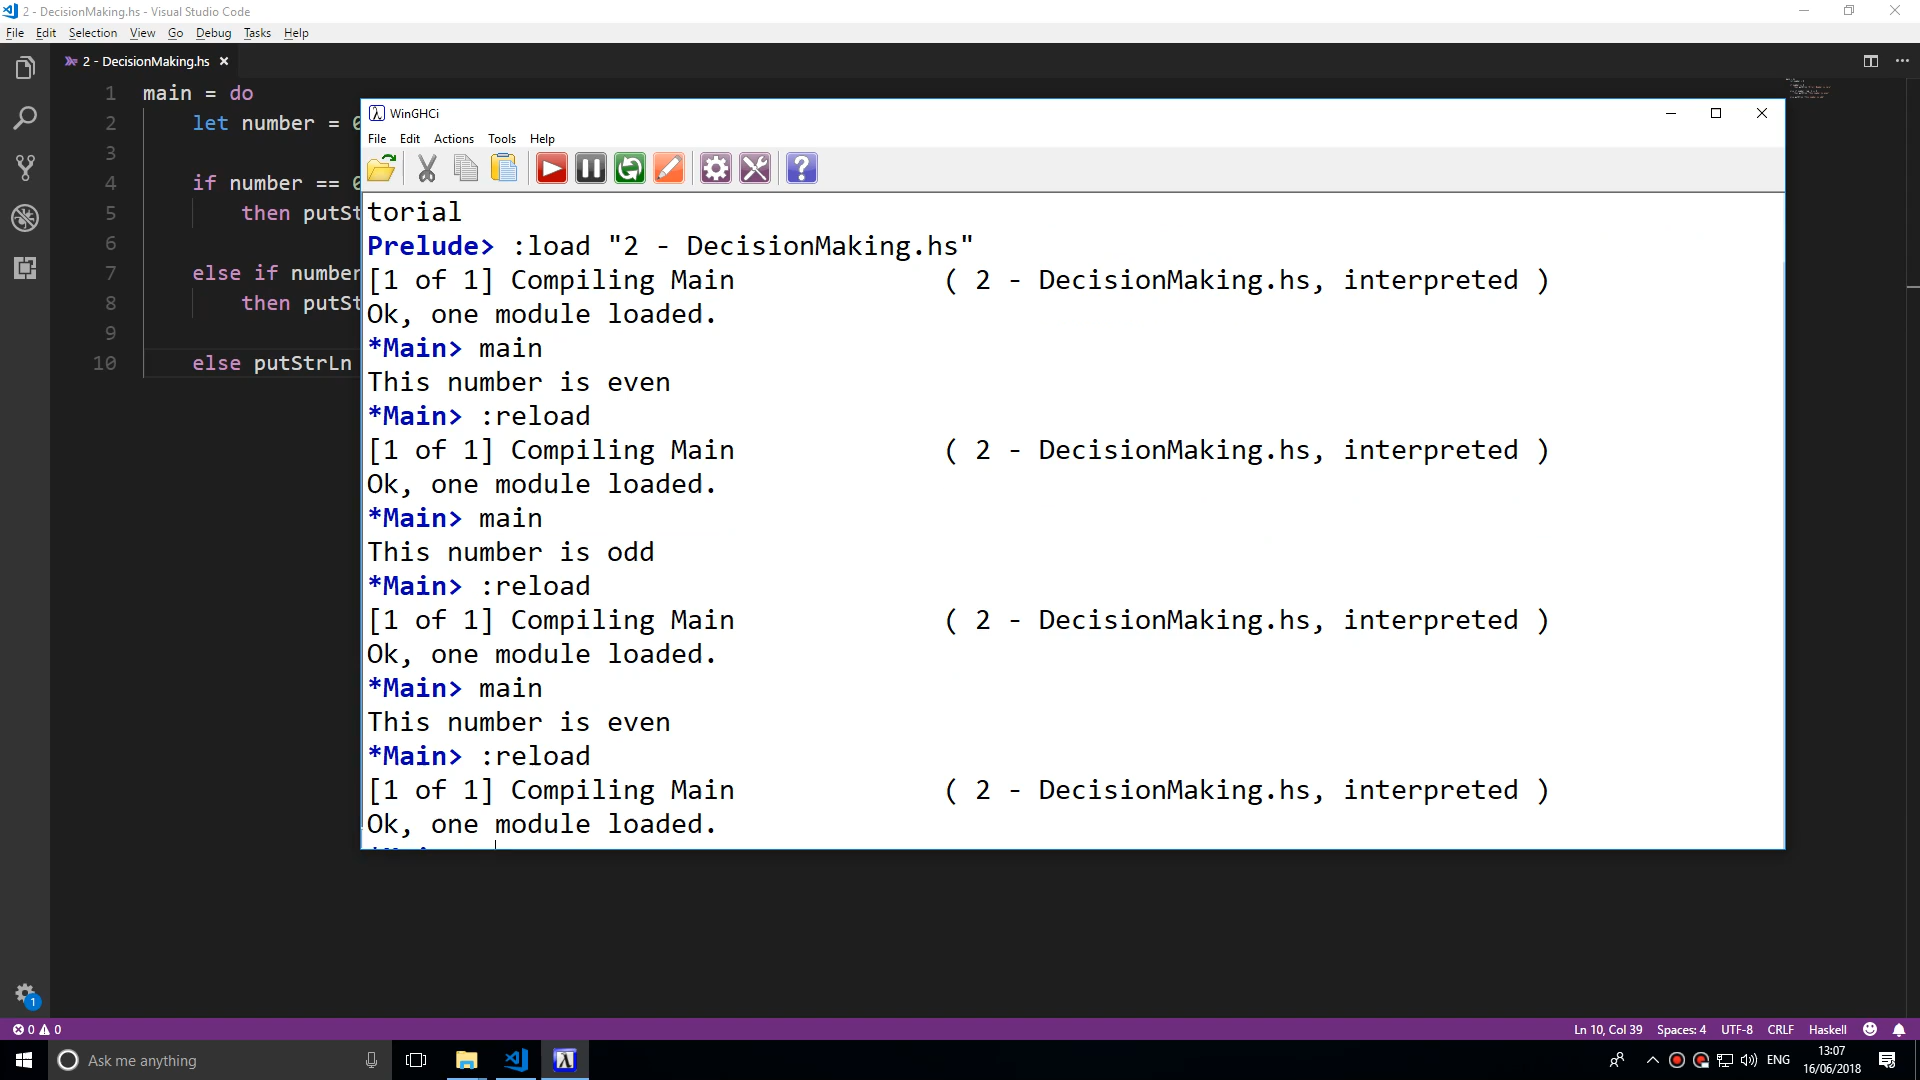 2 - DecisionMaking.hs - Visual Studio Code
File Edit Selection View Go Debug Tasks Help
2 - DecisionMaking.hs
1 main = do
2 let number = 0
3
4 if number == 0
5 then putSt
6
7 else if number
8 then putSt
9
10 else putStrLn
WinGHCi
File Edit Actions Tools Help
torial
Prelude> :load "2 - DecisionMaking.hs"
[1 of 1] Compiling Main ( 2 - DecisionMaking.hs, interpreted )
Ok, one module loaded.
*Main> main
This number is even
*Main> :reload
[1 of 1] Compiling Main ( 2 - DecisionMaking.hs, interpreted )
Ok, one module loaded.
*Main> main
This number is odd
*Main> :reload
[1 of 1] Compiling Main ( 2 - DecisionMaking.hs, interpreted )
Ok, one module loaded.
*Main> main
This number is even
*Main> :reload
[1 of 1] Compiling Main ( 2 - DecisionMaking.hs, interpreted )
Ok, one module loaded.
1
0 0 Ln 10, Col 39 Spaces: 4 UTF-8 CRLF Haskell
Ask me anything
ENG
13:07
16/06/2018